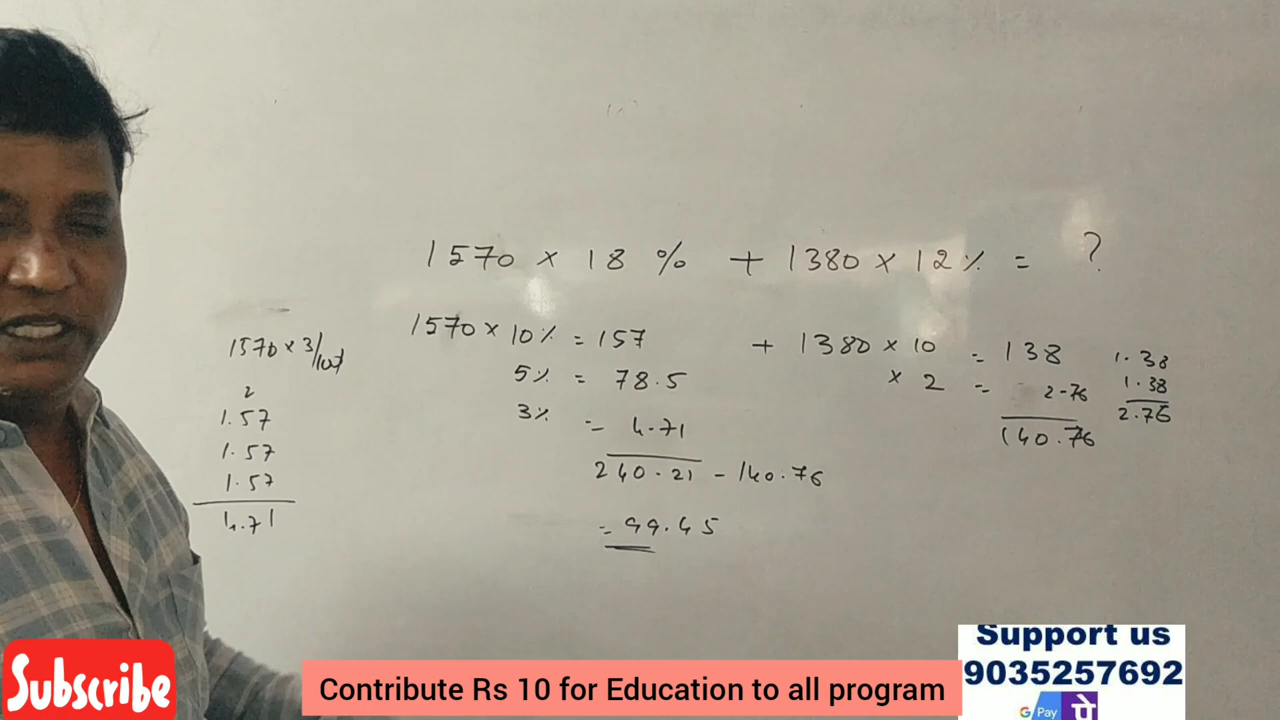 1570 × 18 % + 1380 × 12 % = ?
1570 × 3/100
2
1.57
1.57
1.57
4.71
1570 × 10 % = 157
5 % = 78.5
3 % = 4.71
240.21 - 140.76
= 99.45
+ 1380 × 10 = 138
× 2 = 2.76
140.76
1.38
1.38
2.76
Subscribe
Contribute Rs 10 for Education to all program
Support us
9035257692
G Pay पे